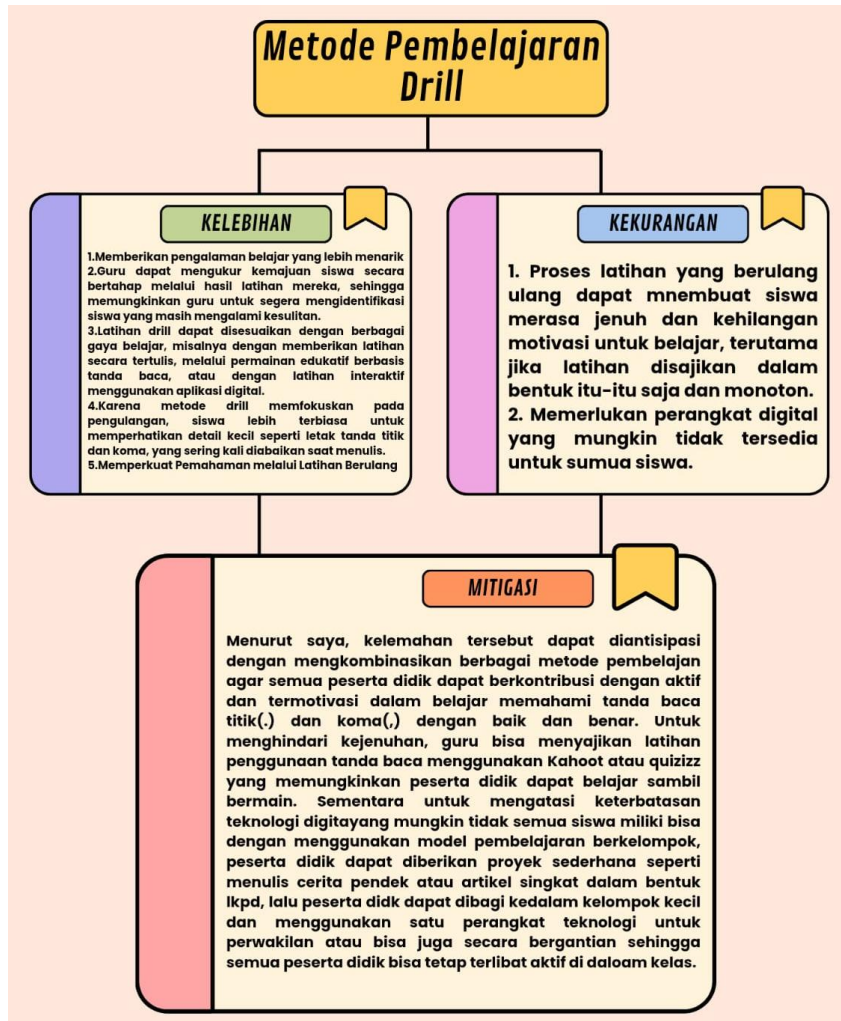 Metode Pembelajaran
Drill
KELEBIHAN
1.Memberikan pengalaman belajar yang lebih menarik
2.Guru dapat mengukur kemajuan siswa secara
bertahap melalui hasil latihan mereka, sehingga
memungkinkan guru untuk segera mengidentifikasi
siswa yang masih mengalami kesulitan.
3.Latihan drill dapat disesuaikan dengan berbagai
gaya belajar, misalnya dengan memberikan latihan
secara tertulis, melalui permainan edukatif berbasis
tanda baca, atau dengan latihan interaktif
menggunakan aplikasi digital.
4.Karena metode drill memfokuskan pada
pengulangan, siswa lebih terbiasa untuk
memperhatikan detail kecil seperti letak tanda titik
dan koma, yang sering kali diabaikan saat menulis.
5.Memperkuat Pemahaman melalui Latihan Berulang
KEKURANGAN
1. Proses latihan yang berulang
ulang dapat mnembuat siswa
merasa jenuh dan kehilangan
motivasi untuk belajar, terutama
jika latihan disajikan dalam
bentuk itu-itu saja dan monoton.
2. Memerlukan perangkat digital
yang mungkin tidak tersedia
untuk sumua siswa.
MITIGASI
Menurut saya, kelemahan tersebut dapat diantisipasi
dengan mengkombinasikan berbagai metode pembelajan
agar semua peserta didik dapat berkontribusi dengan aktif
dan termotivasi dalam belajar memahami tanda baca
titik(.) dan koma(,) dengan baik dan benar. Untuk
menghindari kejenuhan, guru bisa menyajikan latihan
penggunaan tanda baca menggunakan Kahoot atau quizizz
yang memungkinkan peserta didik dapat belajar sambil
bermain. Sementara untuk mengatasi keterbatasan
teknologi digitayang mungkin tidak semua siswa miliki bisa
dengan menggunakan model pembelajaran berkelompok,
peserta didik dapat diberikan proyek sederhana seperti
menulis cerita pendek atau artikel singkat dalam bentuk
lkpd, lalu peserta didk dapat dibagi kedalam kelompok kecil
dan menggunakan satu perangkat teknologi untuk
perwakilan atau bisa juga secara bergantian sehingga
semua peserta didik bisa tetap terlibat aktif di daloam kelas.